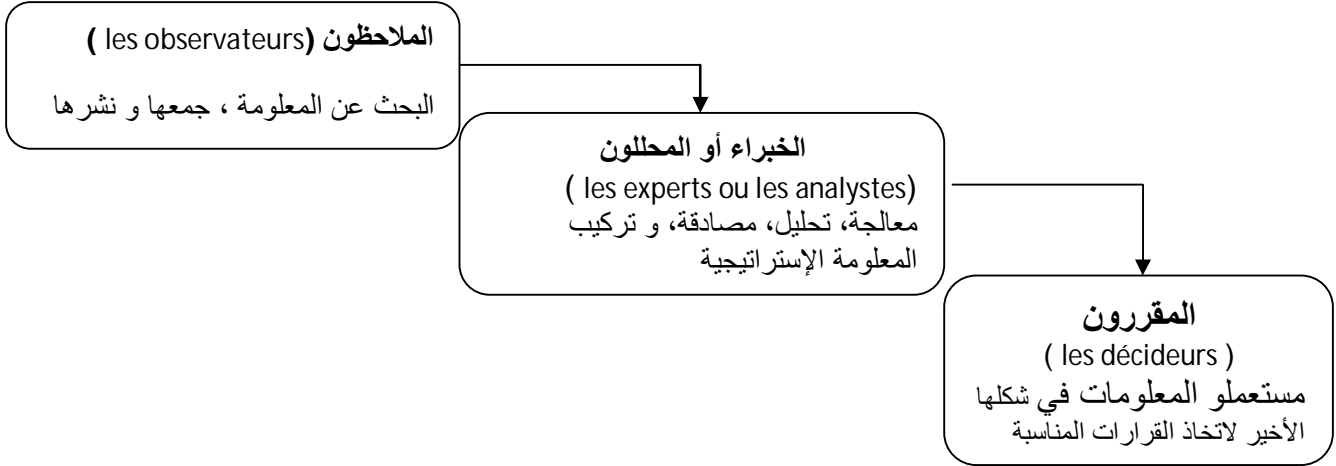 الملاحظون (les observateurs )
البحث عن المعلومة ، جمعها و نشرها
الخبراء أو المحللون
( les experts ou les analystes)
معالجة، تحليل، مصادقة، و تركيب
المعلومة الإستراتيجية
المقررون
( les décideurs )
مستعملو المعلومات في شكلها
الأخير لاتخاذ القرارات المناسبة